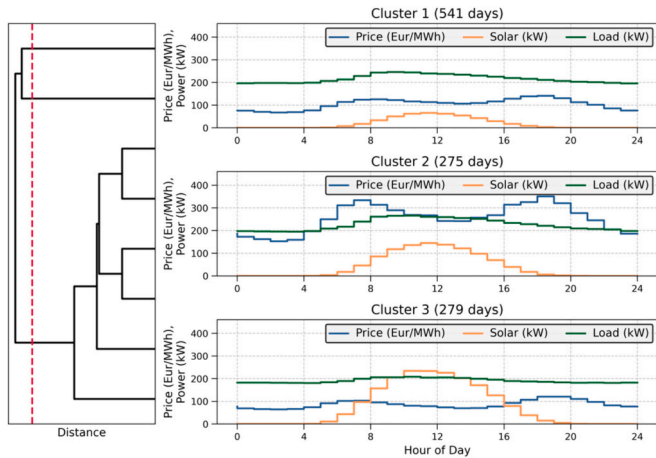 Cluster 1 (541 days)
Price (Eur/MWh) Solar (kW) Load (kW)
Price (Eur/MWh),
Power (kW)
400
300
200
100
0
0 4 8 12 16 20 24
Cluster 2 (275 days)
Price (Eur/MWh) Solar (kW) Load (kW)
Price (Eur/MWh),
Power (kW)
400
300
200
100
0
0 4 8 12 16 20 24
Cluster 3 (279 days)
Price (Eur/MWh) Solar (kW) Load (kW)
Price (Eur/MWh),
Power (kW)
400
300
200
100
0
0 4 8 12 16 20 24
Distance
Hour of Day